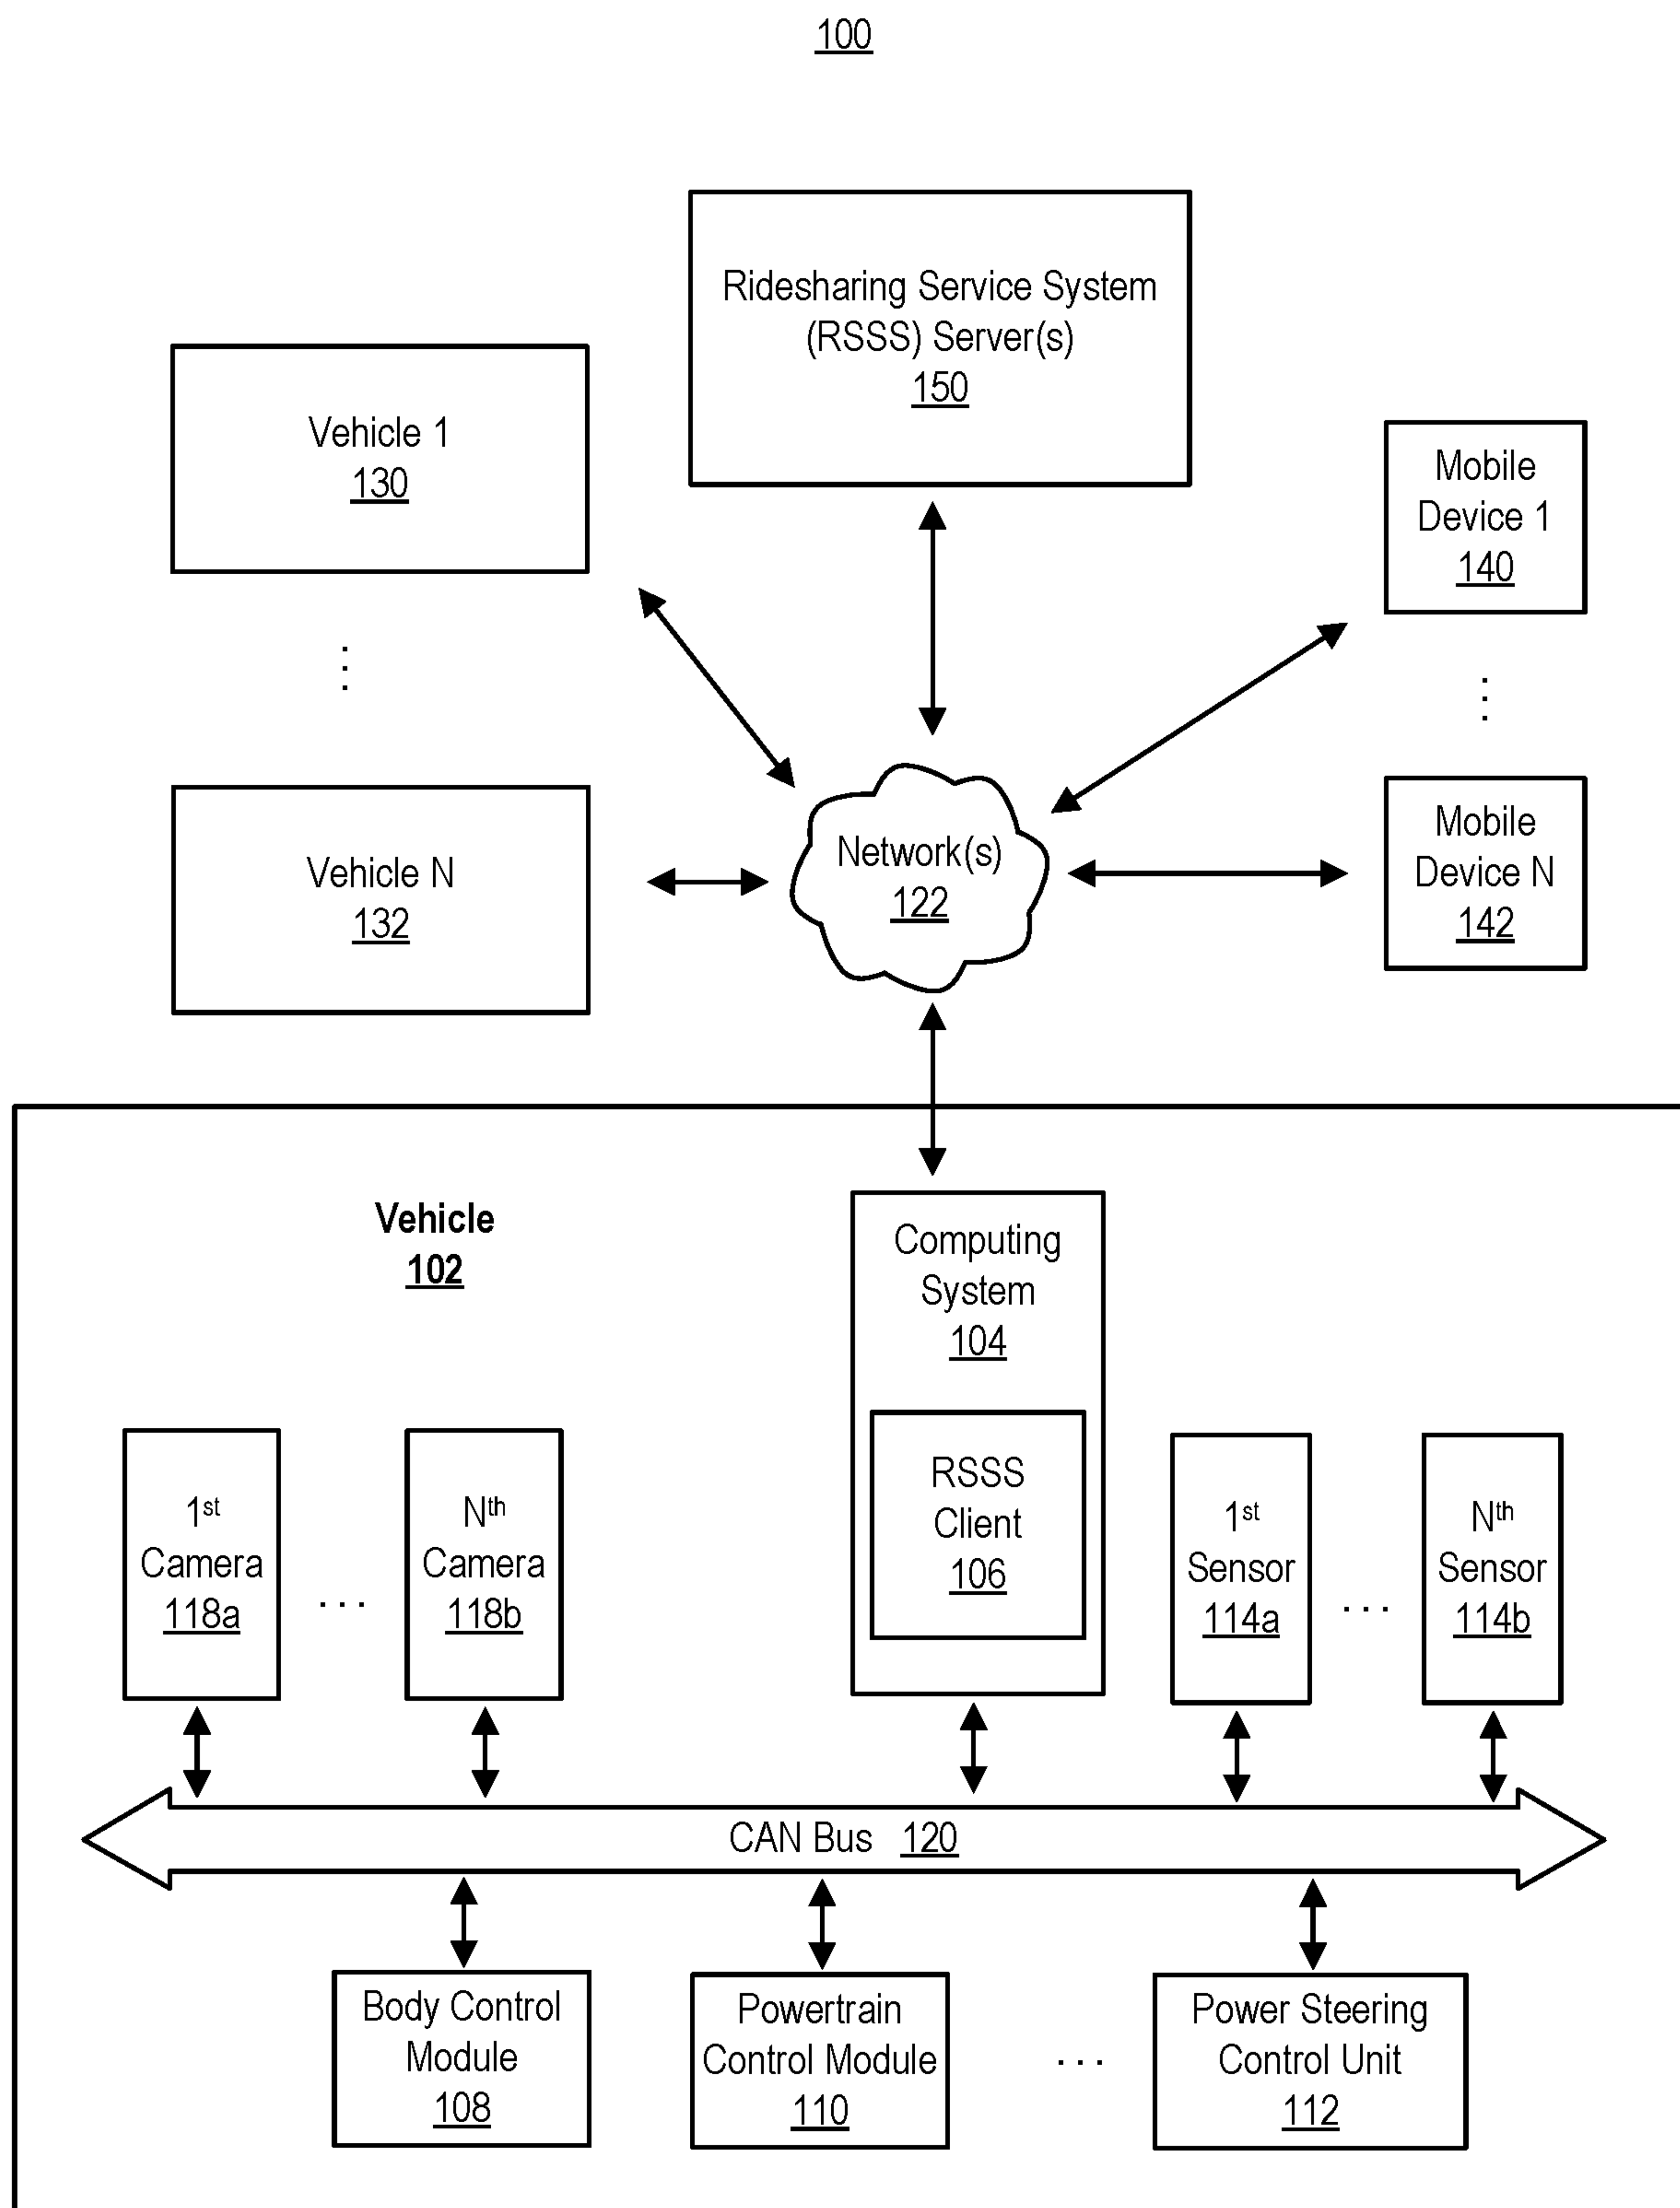 100
Ridesharing Service System
(RSSS) Server(s)
150
Vehicle 1
130
Mobile
Device 1
140
⋮
⋮
Vehicle N
132
Network(s)
122
Mobile
Device N
142
Vehicle
102
Computing
System
104
RSSS
Client
106
1st
Camera
118a
...
Nth
Camera
118b
1st
Sensor
114a
...
Nth
Sensor
114b
CAN Bus 120
Body Control
Module
108
Powertrain
Control Module
110
...
Power Steering
Control Unit
112